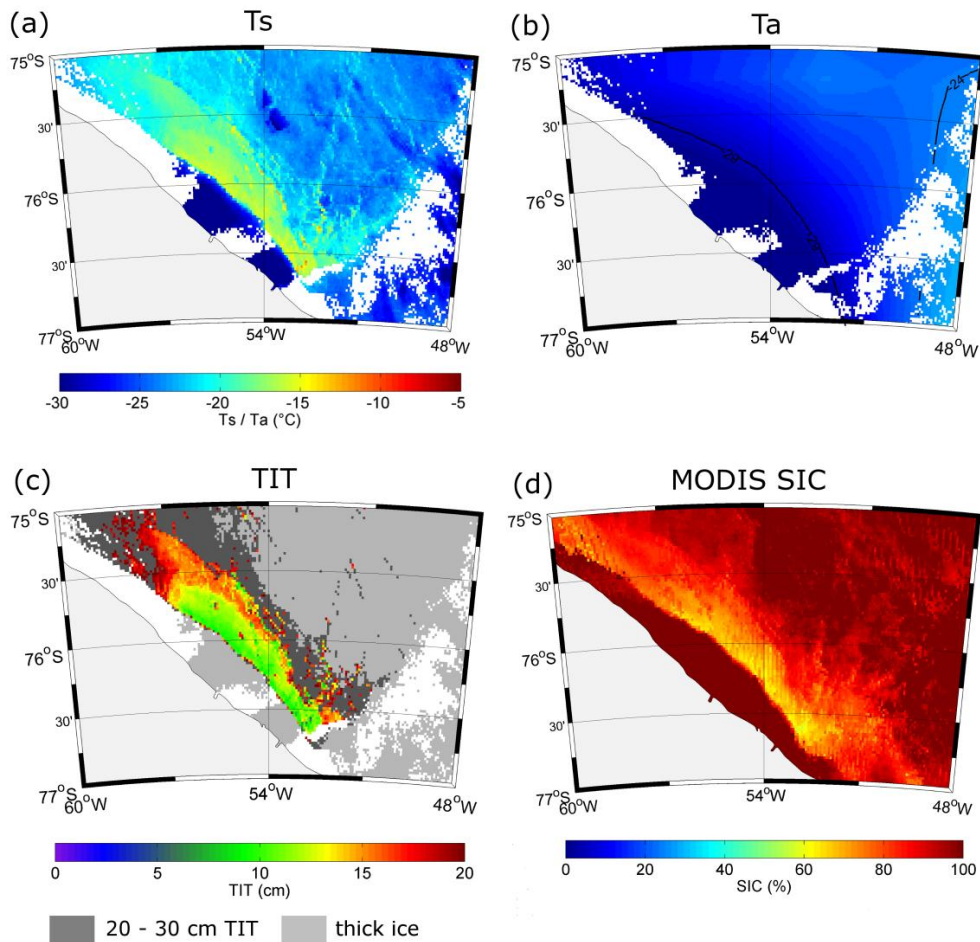 (a) Ts
75°S
30'
76°S
30'
77°S
60°W
54°W
48°W
-30 -25 -20 -15 -10 -5
Ts / Ta (°C)
(b) Ta
75°S
30'
76°S
30'
77°S
60°W
54°W
48°W
-24
(c) TIT
75°S
30'
76°S
30'
77°S
60°W
54°W
48°W
0 5 10 15 20
TIT (cm)
20 - 30 cm TIT
thick ice
(d) MODIS SIC
75°S
30'
76°S
30'
77°S
60°W
54°W
48°W
0 20 40 60 80 100
SIC (%)